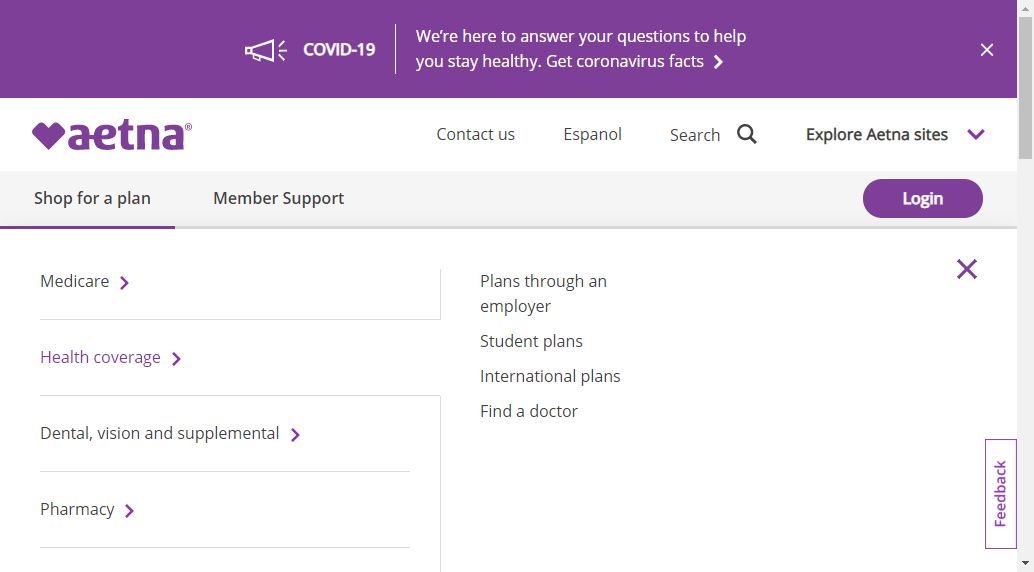 COVID-19
We're here to answer your questions to help
you stay healthy. Get coronavirus facts
aetna®
Contact us
Espanol
Search
Explore Aetna sites
Shop for a plan
Member Support
Login
Medicare
Health coverage
Dental, vision and supplemental
Pharmacy
Plans through an
employer
Student plans
International plans
Find a doctor
Feedback